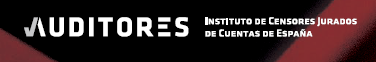 AUDITORES
INSTITUTO DE CENSORES JURADOS
DE CUENTAS DE ESPAÑA